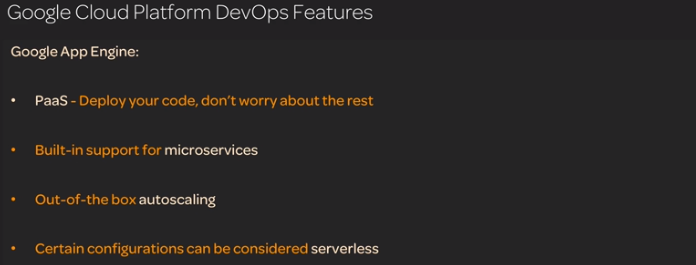 Google Cloud Platform DevOps Features
Google App Engine:
• PaaS - Deploy your code, don't worry about the rest
• Built-in support for microservices
• Out-of-the box autoscaling
• Certain configurations can be considered serverless